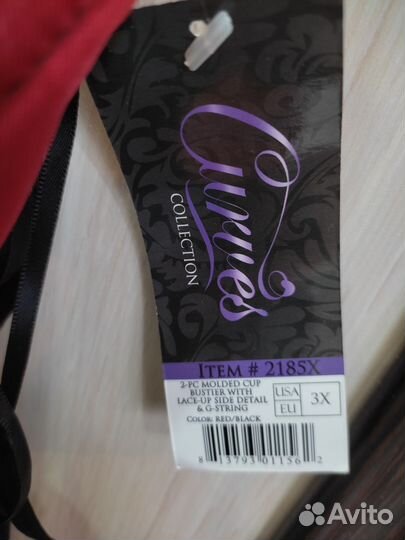 Curves
COLLECTION
ITEM # 2185X
2-PC MOLDED CUP
BUSTIER WITH
LACE-UP SIDE DETAIL
& G-STRING
COLOR: RED/BLACK
USA
EU
3X
8 13793 01156 2
Avito